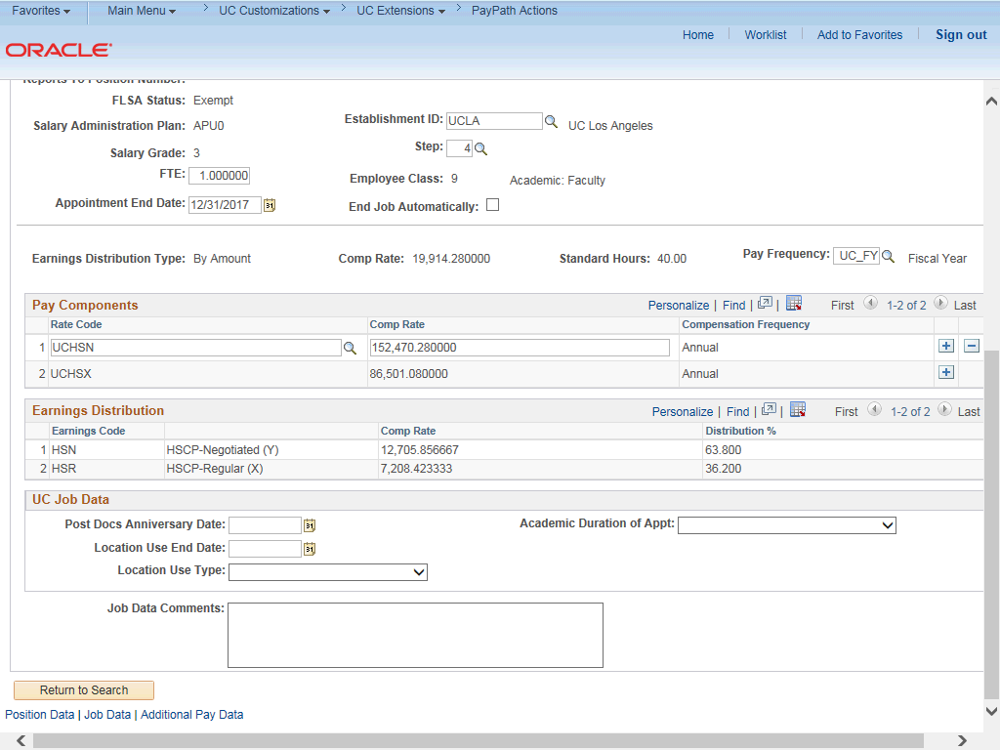 Favorites Main Menu > UC Customizations > UC Extensions > PayPath Actions
Home Worklist Add to Favorites Sign out
ORACLE
Reports To Position Number:
FLSA Status: Exempt
Salary Administration Plan: APU0
Establishment ID: UCLA UC Los Angeles
Salary Grade: 3
Step: 4
FTE: 1.000000
Employee Class: 9 Academic: Faculty
Appointment End Date: 12/31/2017 31
End Job Automatically:
Earnings Distribution Type: By Amount Comp Rate: 19,914.280000 Standard Hours: 40.00 Pay Frequency: UC_FY Fiscal Year
Pay Components Personalize | Find | | First 1-2 of 2 Last
Rate Code Comp Rate Compensation Frequency
1 UCHSN 152,470.280000 Annual + −
2 UCHSX 86,501.080000 Annual +
Earnings Distribution Personalize | Find | | First 1-2 of 2 Last
Earnings Code Comp Rate Distribution %
1 HSN HSCP-Negotiated (Y) 12,705.856667 63.800
2 HSR HSCP-Regular (X) 7,208.423333 36.200
UC Job Data
Post Docs Anniversary Date: 31 Academic Duration of Appt:
Location Use End Date: 31
Location Use Type:
Job Data Comments:
Return to Search
Position Data | Job Data | Additional Pay Data